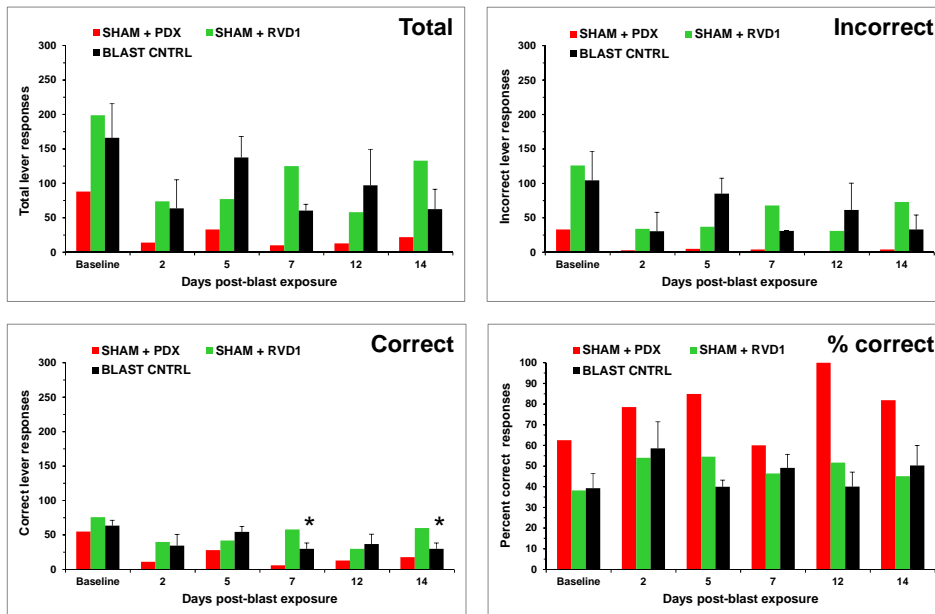 Total
SHAM + PDX SHAM + RVD1
BLAST CNTRL
Total lever responses
300
250
200
150
100
50
0
Baseline 2 5 7 12 14
Days post-blast exposure
Incorrect
SHAM + PDX SHAM + RVD1
BLAST CNTRL
Incorrect lever responses
300
250
200
150
100
50
0
Baseline 2 5 7 12 14
Days post-blast exposure
Correct
SHAM + PDX SHAM + RVD1
BLAST CNTRL
Correct lever responses
300
250
200
150
100
50
0
* *
Baseline 2 5 7 12 14
Days post-blast exposure
% correct
SHAM + PDX SHAM + RVD1
BLAST CNTRL
Percent correct responses
100
90
80
70
60
50
40
30
20
10
0
Baseline 2 5 7 12 14
Days post-blast exposure